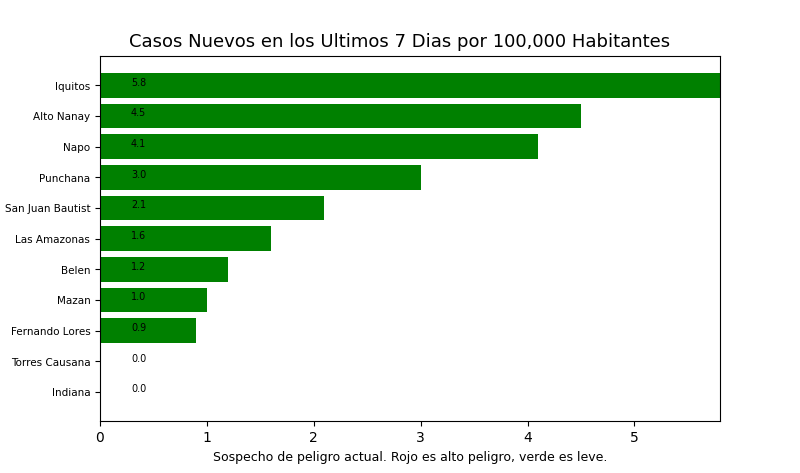 Casos Nuevos en los Ultimos 7 Dias por 100,000 Habitantes
Iquitos 5.8
Alto Nanay 4.5
Napo 4.1
Punchana 3.0
San Juan Bautist 2.1
Las Amazonas 1.6
Belen 1.2
Mazan 1.0
Fernando Lores 0.9
Torres Causana 0.0
Indiana 0.0
0 1 2 3 4 5
Sospecho de peligro actual. Rojo es alto peligro, verde es leve.